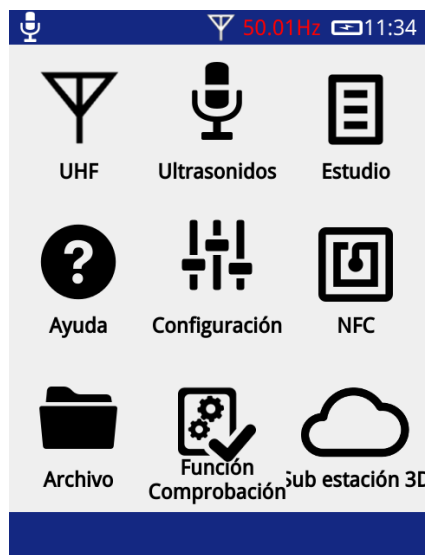 50.01Hz 11:34
UHF Ultrasonidos Estudio
Ayuda Configuración NFC
Archivo Función Comprobación Sub estación 3D